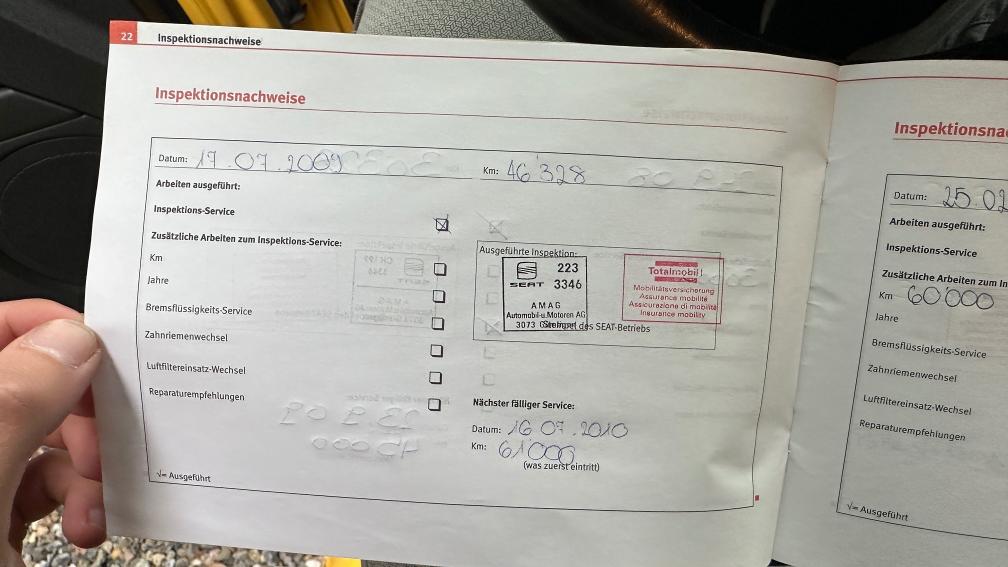 22 Inspektionsnachweise
Inspektionsnachweise
Datum: 17.07.2009 Km: 46'328
Arbeiten ausgeführt:
Inspektions-Service
Zusätzliche Arbeiten zum Inspektions-Service:
Km
Jahre
Bremsflüssigkeits-Service
Zahnriemenwechsel
Luftfiltereinsatz-Wechsel
Reparaturempfehlungen
√= Ausgeführt
Ausgeführte Inspektion:
SEAT 223 3346
AMAG
Automobil-u.Motoren AG
3073
Stempel des SEAT-Betriebs
Totalmobil!
Mobilitätsversicherung
Assurance mobilité
Assicurazione di mobilità
Insurance mobility
Nächster fälliger Service:
Datum: 16 07.2010
Km: 61000
(was zuerst eintritt)
Inspektionsna
Datum: 25.02
Arbeiten ausgeführt:
Inspektions-Service
Zusätzliche Arbeiten zum In
Km 60'000
Jahre
Bremsflüssigkeits-Service
Zahnriemenwechsel
Luftfiltereinsatz-Wechsel
Reparaturempfehlungen
√= Ausgeführt